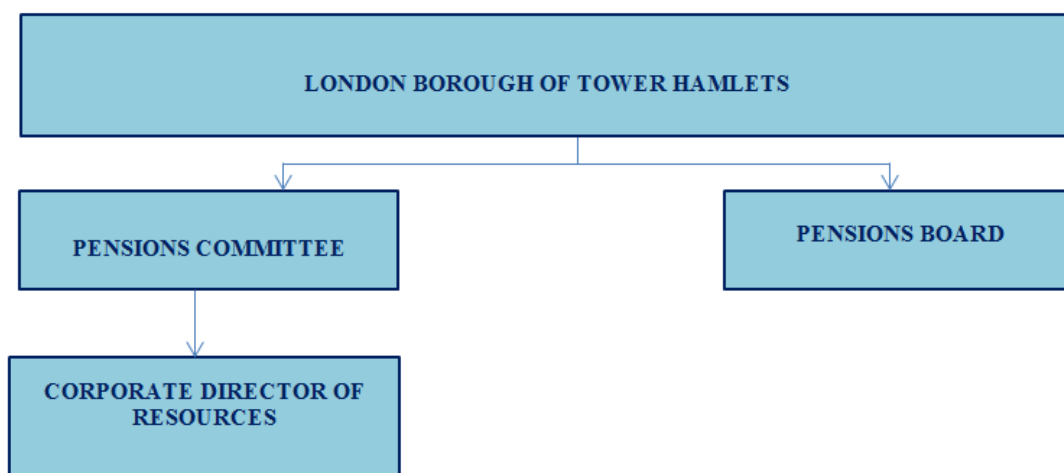 LONDON BOROUGH OF TOWER HAMLETS
PENSIONS COMMITTEE
PENSIONS BOARD
CORPORATE DIRECTOR OF
RESOURCES